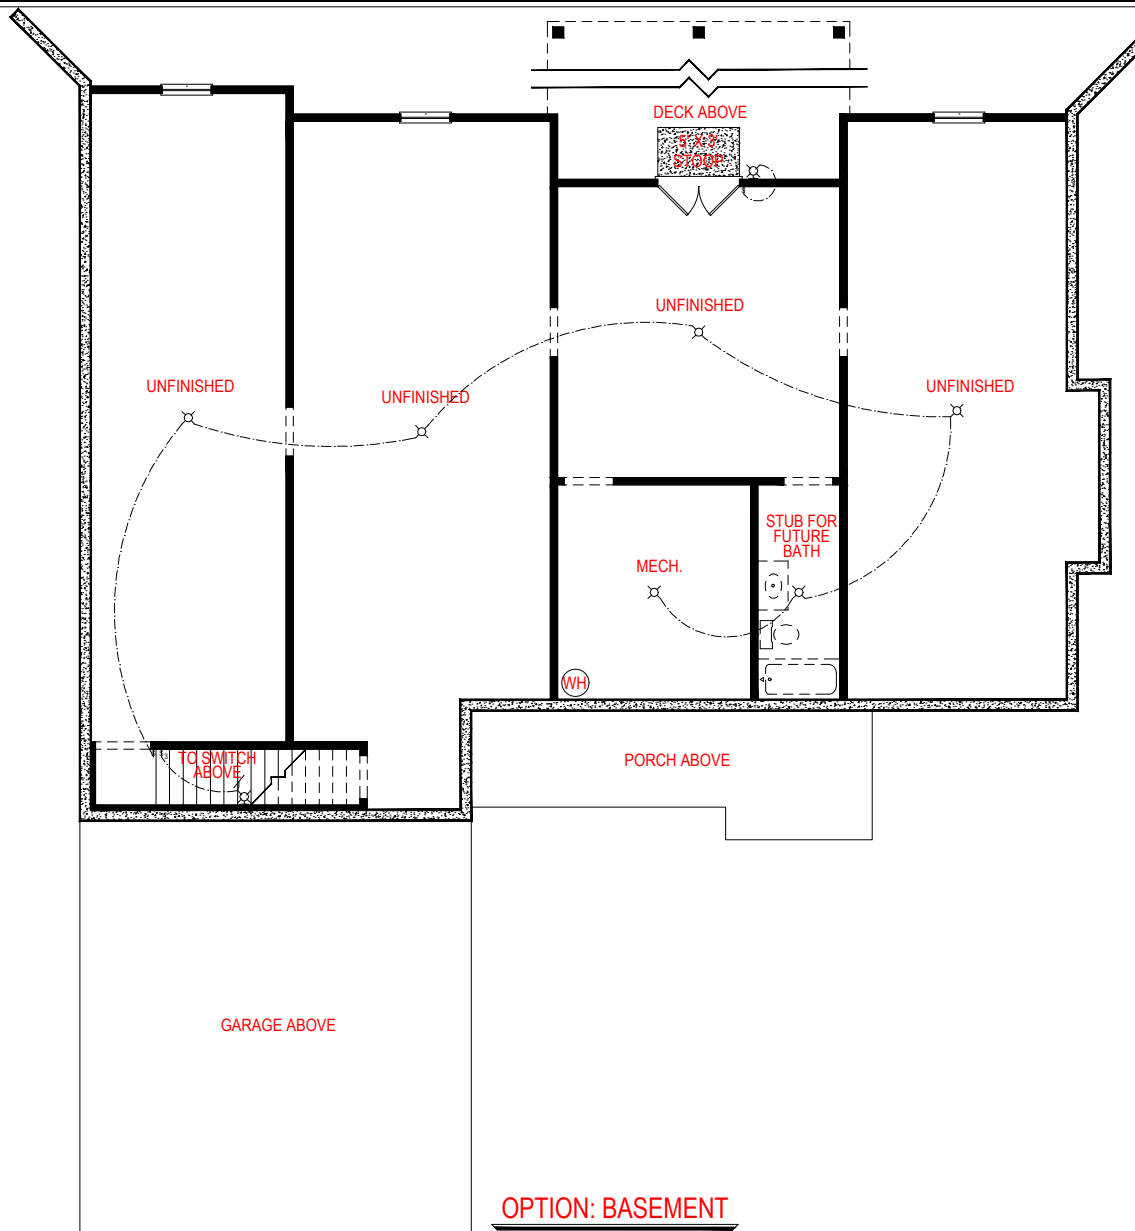 DECK ABOVE
5' X 3'
STOOP
UNFINISHED
UNFINISHED
UNFINISHED
UNFINISHED
STUB FOR
FUTURE
BATH
MECH.
WH
TO SWITCH
ABOVE
PORCH ABOVE
GARAGE ABOVE
OPTION: BASEMENT